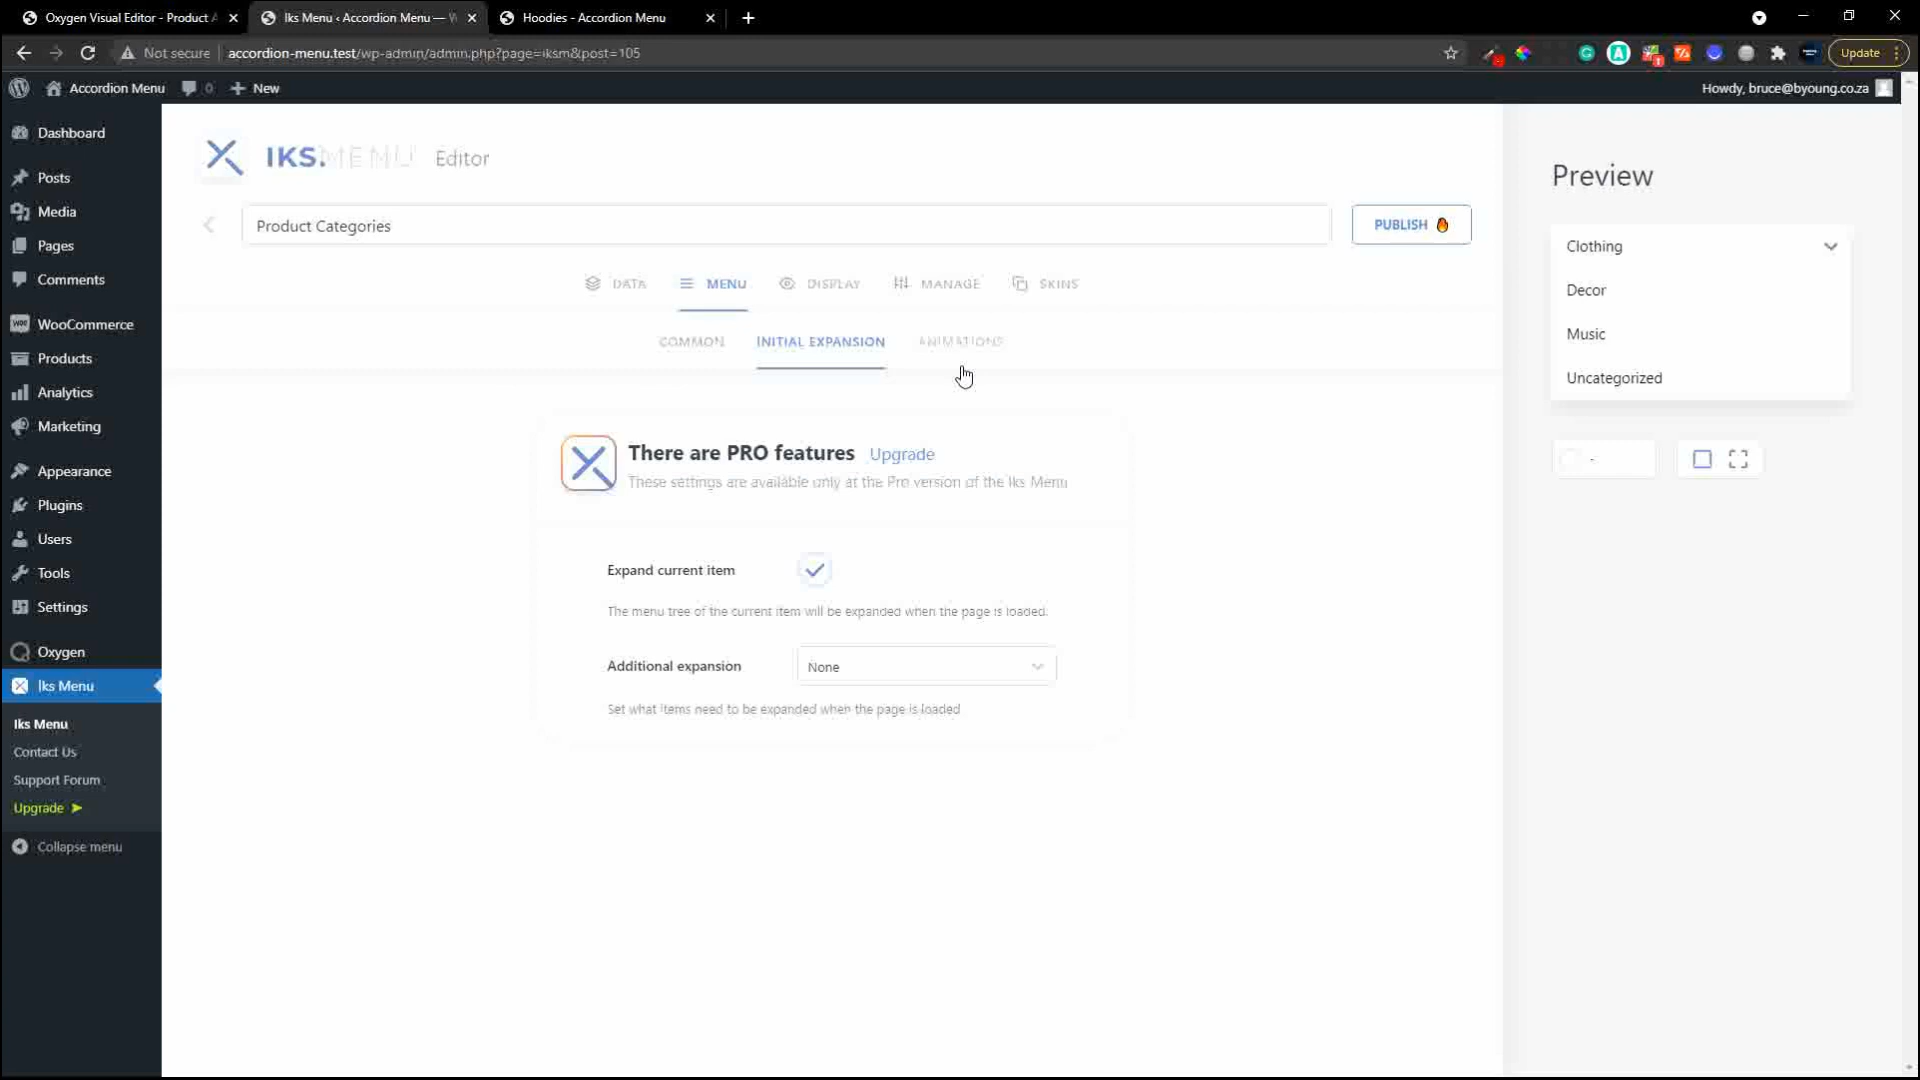 Oxygen Visual Editor - Product A
Iks Menu ‹ Accordion Menu — W
Hoodies - Accordion Menu
Not secure
accordion-menu.test/wp-admin/admin.php?page=iksm&post=105
Update
Accordion Menu
0
New
Howdy, bruce@byoung.co.za
Dashboard
Posts
Media
Pages
Comments
WooCommerce
Products
Analytics
Marketing
Appearance
Plugins
Users
Tools
Settings
Oxygen
Iks Menu
Iks Menu
Contact Us
Support Forum
Upgrade ➤
Collapse menu
IKS.MENU Editor
Product Categories
PUBLISH
DATA
MENU
DISPLAY
MANAGE
SKINS
COMMON
INITIAL EXPANSION
ANIMATIONS
There are PRO features Upgrade
These settings are available only at the Pro version of the Iks Menu
Expand current item
The menu tree of the current item will be expanded when the page is loaded.
Additional expansion
None
Set what items need to be expanded when the page is loaded
Preview
Clothing
Decor
Music
Uncategorized
-